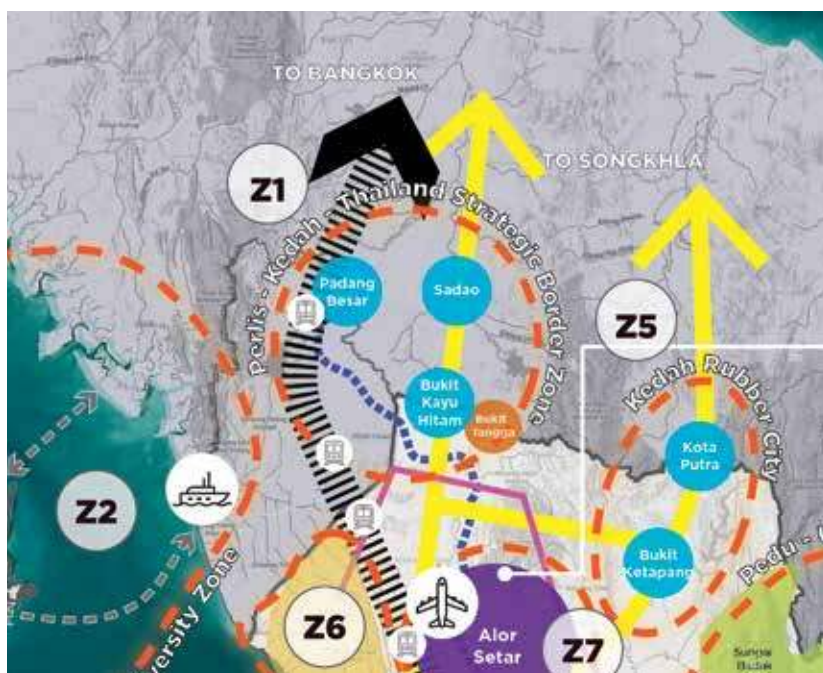 TO BANGKOK
TO SONGKHLA
Z1
Perlis - Kedah - Thailand Strategic Border Zone
Padang
Besar
Sadao
Z5
Bukit
Kayu
Hitam
Bukit
Tangga
Kedah Rubber City
Kota
Putra
Z2
Bukit
Ketapang
Pedu -
versity Zone
Z6
Alor
Setar
Z7
Sungai
Budak